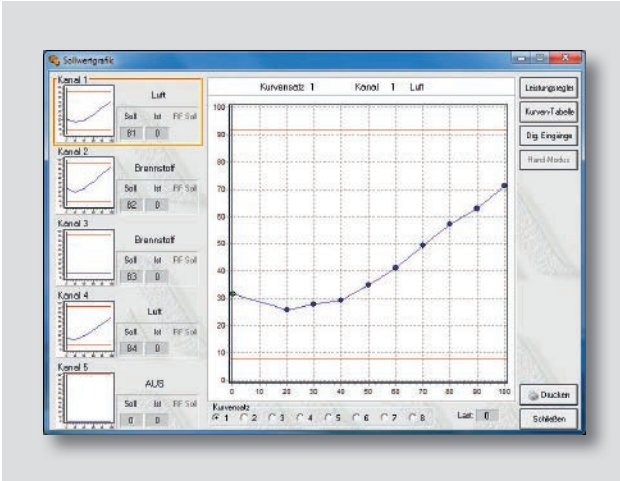 Sollwertgrafik
Kanal 1
Luft
Soll Ist RF Soll
81 0
Kanal 2
Brennstoff
Soll Ist RF Soll
82 0
Kanal 3
Brennstoff
Soll Ist RF Soll
83 0
Kanal 4
Luft
Soll Ist RF Soll
84 0
Kanal 5
AUS
Soll Ist RF Soll
0 0
Kurvensatz 1 Kanal 1 Luft
100
90
80
70
60
50
40
30
20
10
0
0 10 20 30 40 50 60 70 80 90 100
Kurvensatz
1 2 3 4 5 6 7 8
Last: 0
Leistungsregler
Kurven-Tabelle
Dig. Eingänge
Hand-Modus
Drucken
Schließen